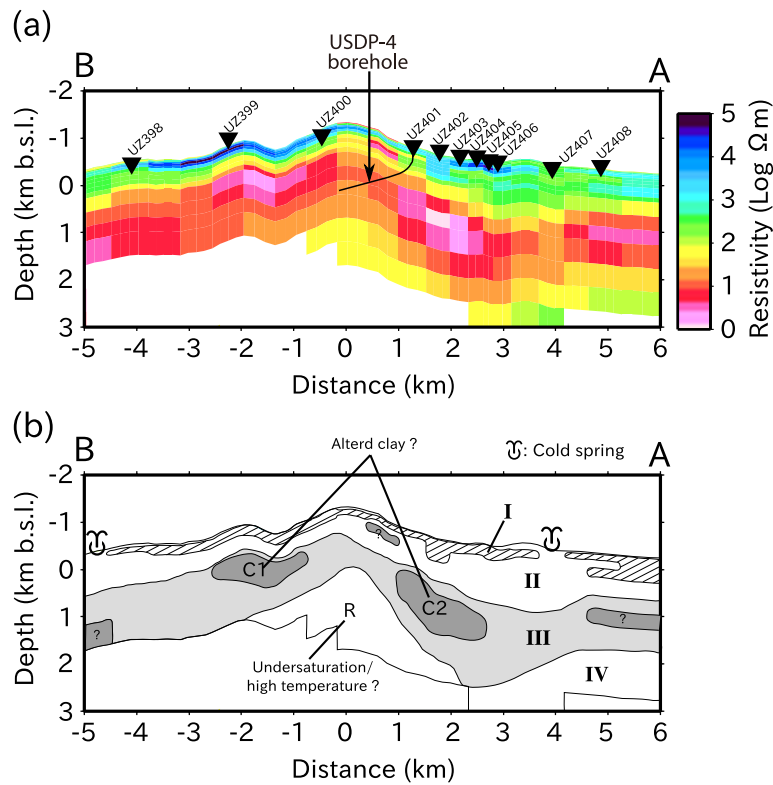 (a)
USDP-4
borehole
B
A
UZ398
UZ399
UZ400
UZ401
UZ402
UZ403
UZ404
UZ405
UZ406
UZ407
UZ408
-2
-1
0
1
2
3
Depth (km b.s.l.)
-5 -4 -3 -2 -1 0 1 2 3 4 5 6
Distance (km)
5
4
3
2
1
0
Resistivity (Log Ωm)
(b)
Alterd clay ?
: Cold spring
B
A
-2
-1
0
1
2
3
Depth (km b.s.l.)
I
?
C1
II
C2
R
?
?
III
Undersaturation/
high temperature ?
IV
-5 -4 -3 -2 -1 0 1 2 3 4 5 6
Distance (km)